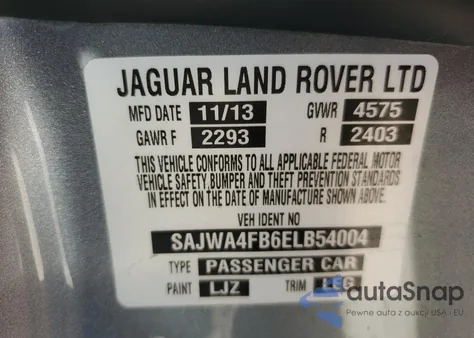 JAGUAR LAND ROVER LTD
MFD DATE 11/13 GVWR 4575
GAWR F 2293 R 2403
THIS VEHICLE CONFORMS TO ALL APPLICABLE FEDERAL MOTOR
VEHICLE SAFETY,BUMPER AND THEFT PREVENTION STANDARDS
IN EFFECT ON THE DATE OF MANUFACTURE SHOWN ABOVE.
VEH IDENT NO
SAJWA4FB6ELB54004
TYPE PASSENGER CAR
PAINT LJZ TRIM
autoSnap
Pewne auta z aukcji USA i EU